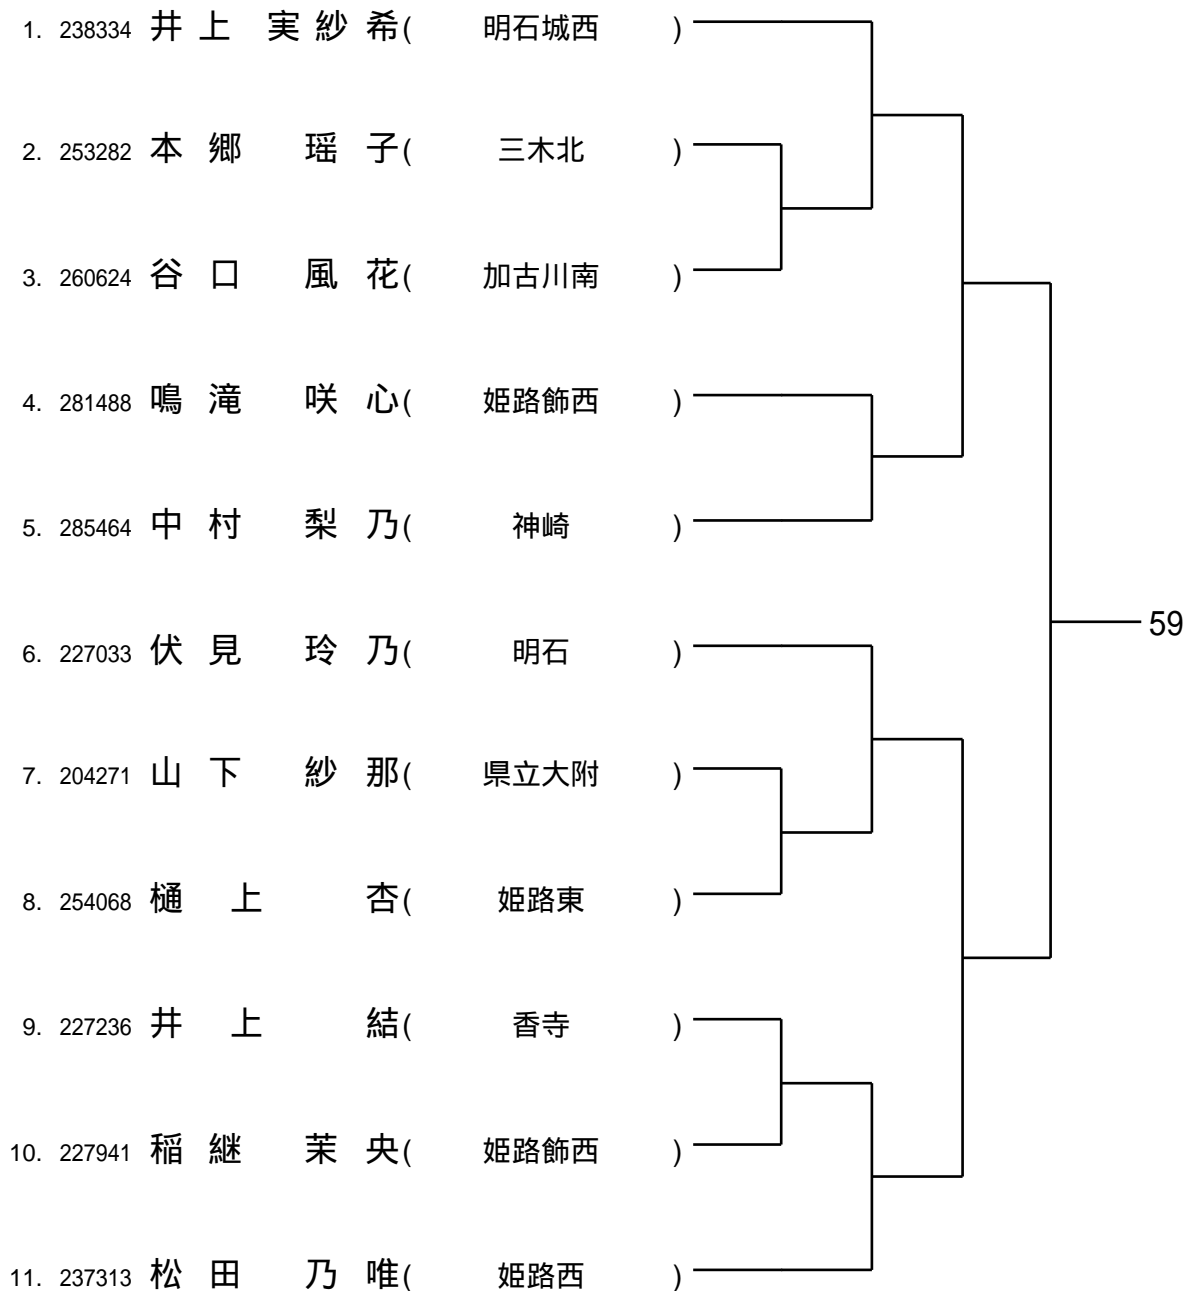 1. 238334 井上 実紗希( 明石城西 )
2. 253282 本郷 瑶子( 三木北 )
3. 260624 谷口 風花( 加古川南 )
4. 281488 鳴滝 咲心( 姫路飾西 )
5. 285464 中村 梨乃( 神崎 )
59
6. 227033 伏見 玲乃( 明石 )
7. 204271 山下 紗那( 県立大附 )
8. 254068 樋上 杏( 姫路東 )
9. 227236 井上 結( 香寺 )
10. 227941 稲継 茉央( 姫路飾西 )
11. 237313 松田 乃唯( 姫路西 )